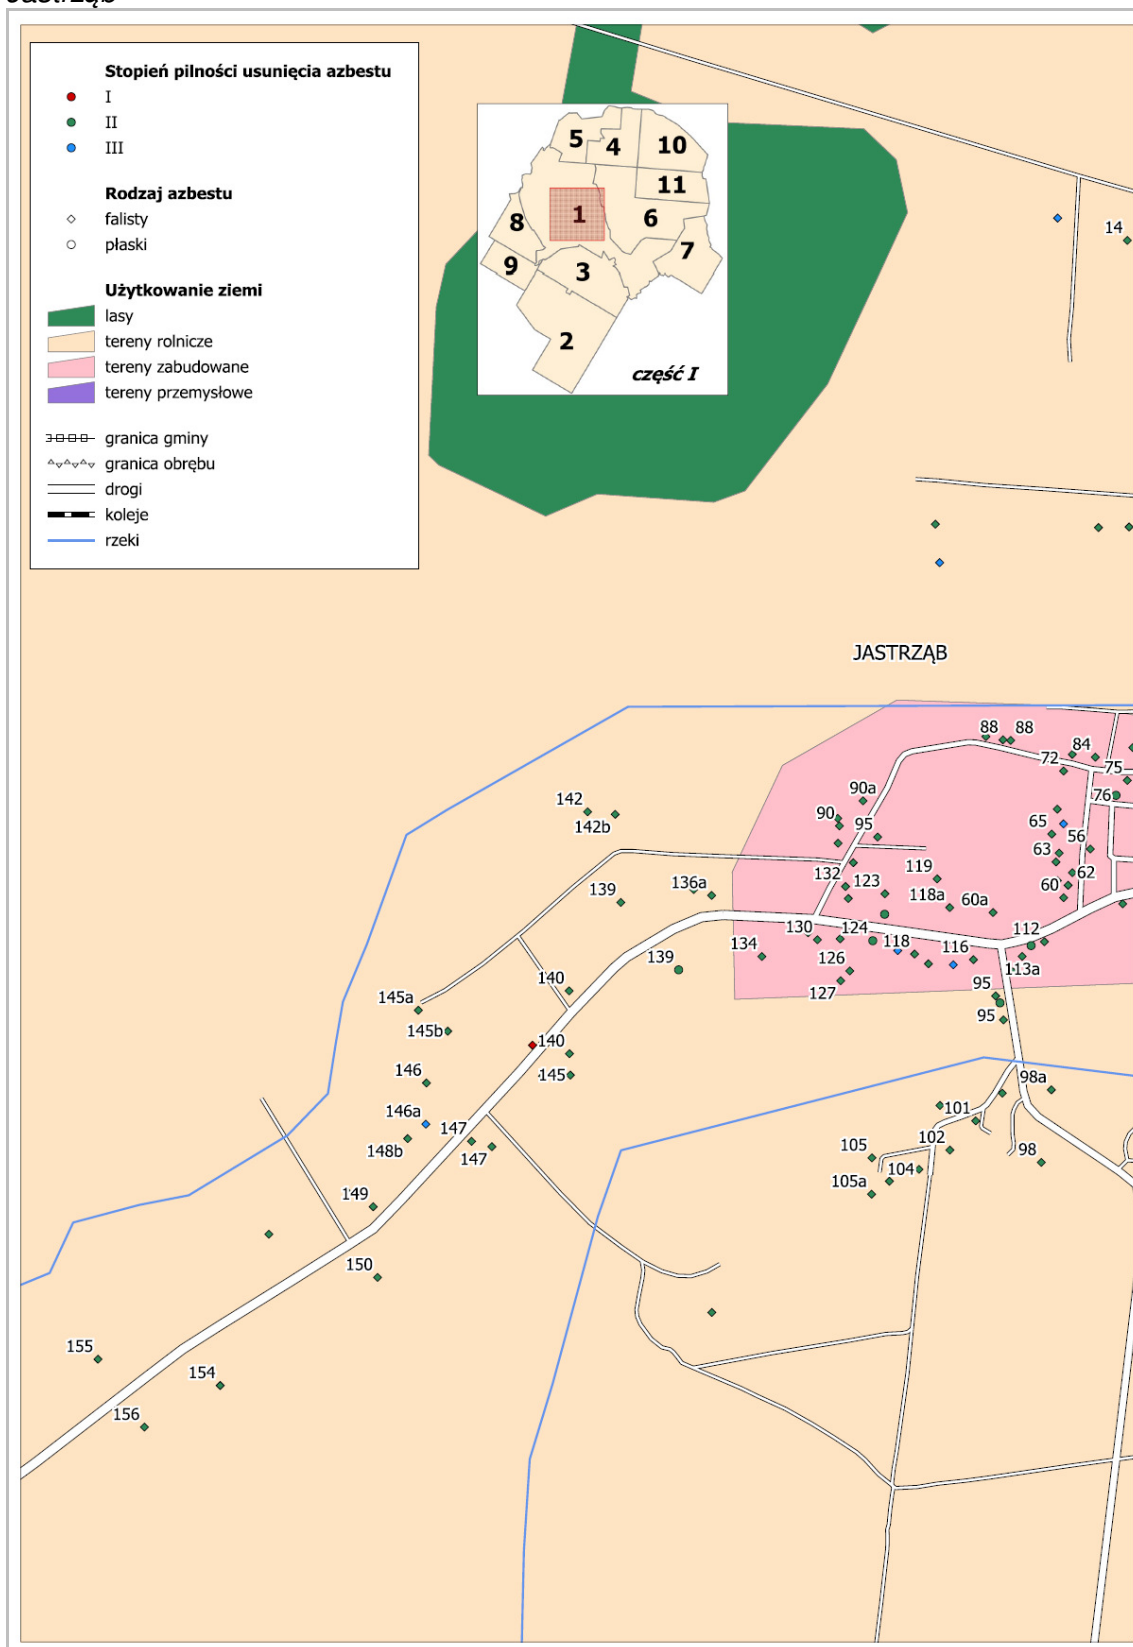 Jastrząb
Stopień pilności usunięcia azbestu
I
II
III
Rodzaj azbestu
falisty
płaski
Użytkowanie ziemi
lasy
tereny rolnicze
tereny zabudowane
tereny przemysłowe
granica gminy
granica obrębu
drogi
koleje
rzeki
5
4
10
11
1
6
8
7
9
3
2
część I
14
JASTRZĄB
88
88
84
72
75
90a
76
142
90
95
65
142b
56
63
119
132
123
62
136a
60
139
118a
60a
130
124
112
134
118
116
139
126
113a
140
127
95
145a
95
145b
140
145
98a
146
101
146a
147
102
148b
105
98
147
104
105a
149
150
155
154
156